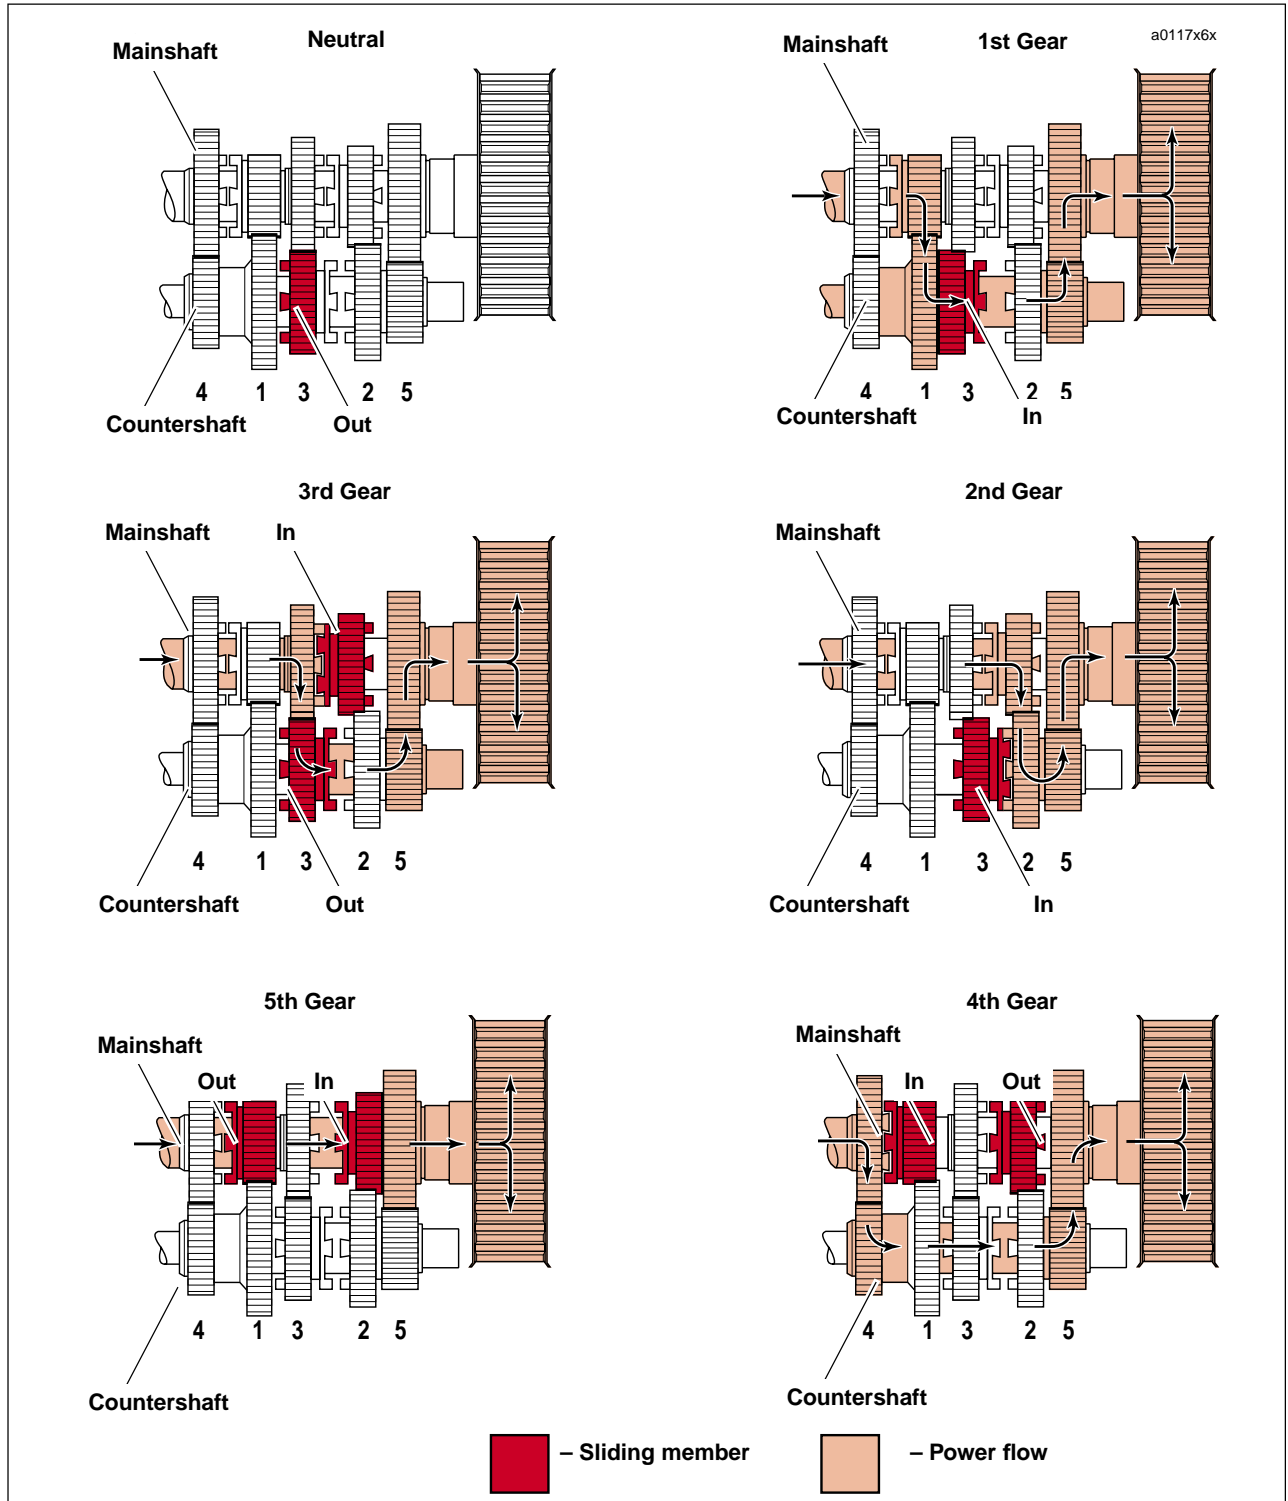 Neutral
Mainshaft
4 1 3 2 5
Countershaft Out
1st Gear
a0117x6x
Mainshaft
4 1 3 2 5
Countershaft In
3rd Gear
Mainshaft In
4 1 3 2 5
Countershaft Out
2nd Gear
Mainshaft
4 1 3 2 5
Countershaft In
5th Gear
Mainshaft
Out In
4 1 3 2 5
Countershaft
4th Gear
Mainshaft
In Out
4 1 3 2 5
Countershaft
– Sliding member
– Power flow